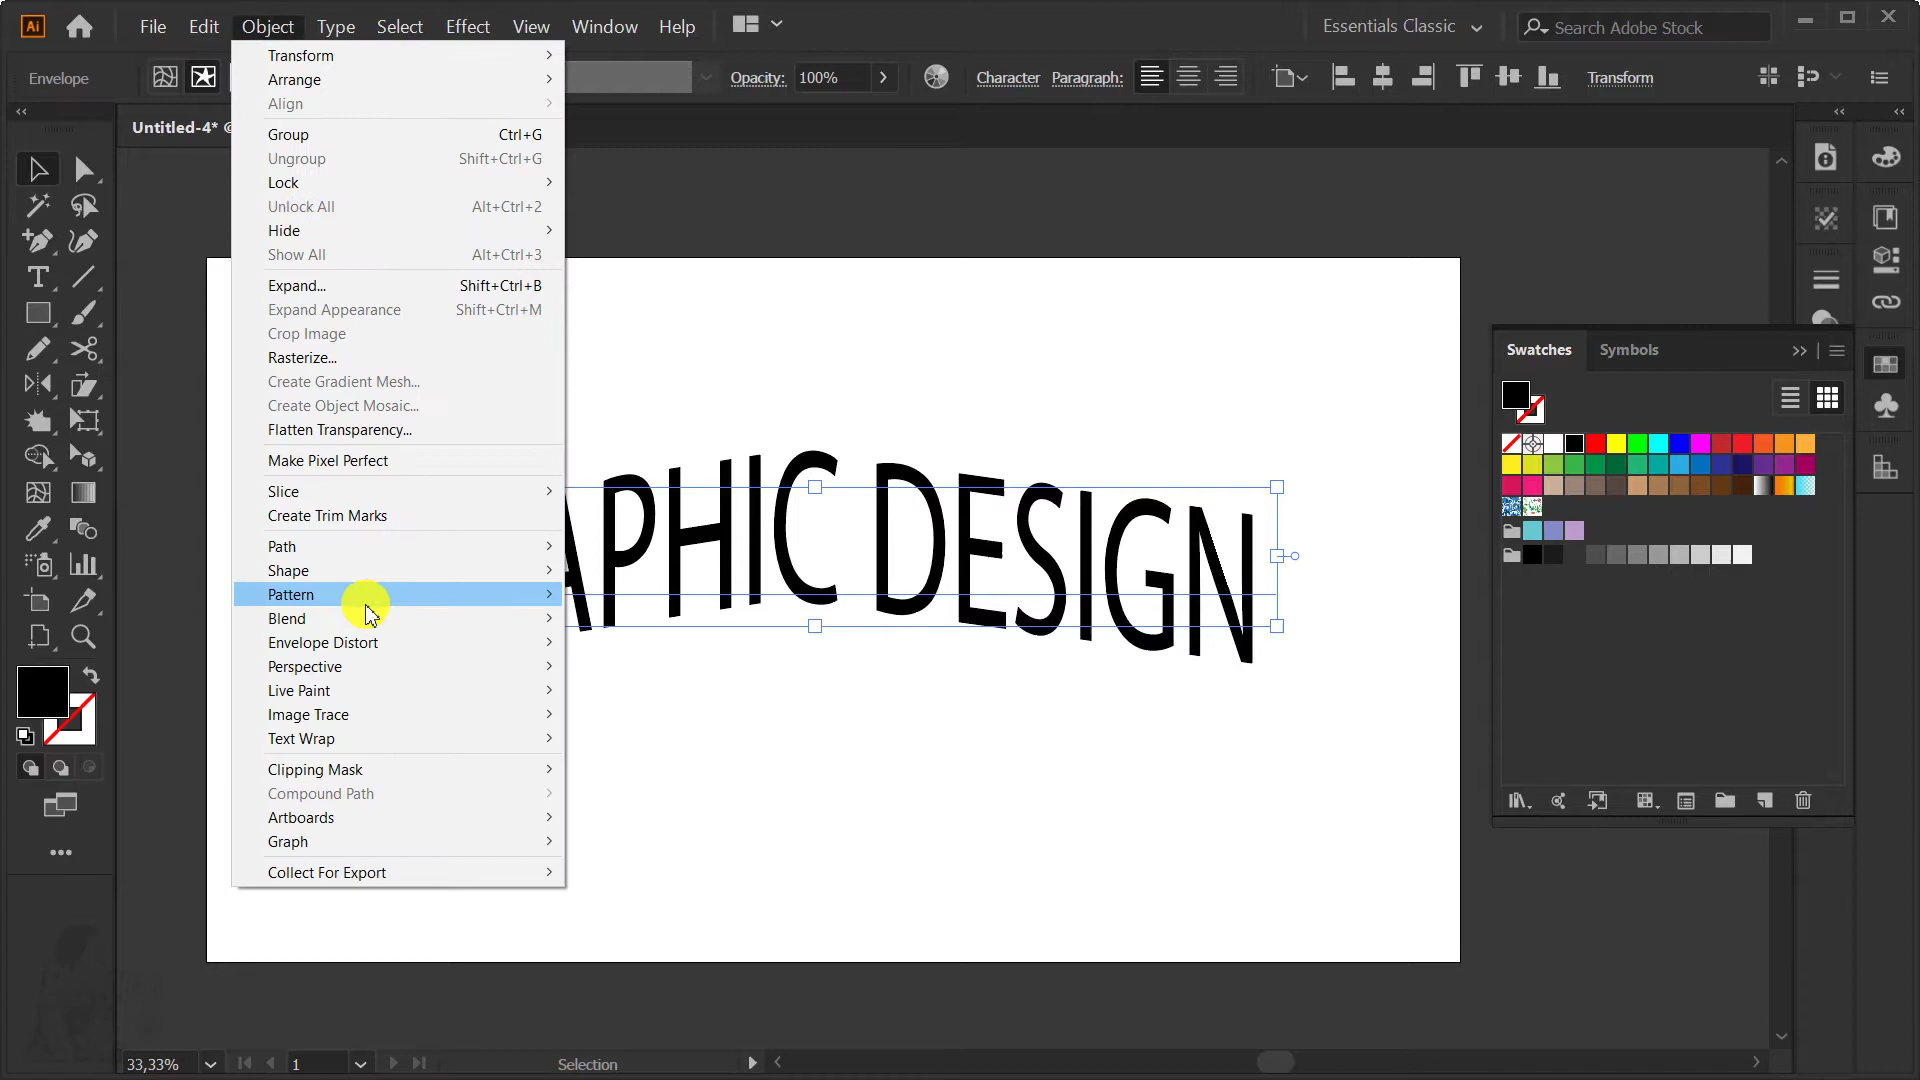 Ai File Edit Object Type Select Effect View Window Help Essentials Classic Search Adobe Stock
Envelope Opacity: 100% Character Paragraph: Transform
Untitled-4*
Transform
Arrange
Align
Group Ctrl+G
Ungroup Shift+Ctrl+G
Lock
Unlock All Alt+Ctrl+2
Hide
Show All Alt+Ctrl+3
Expand... Shift+Ctrl+B
Expand Appearance Shift+Ctrl+M
Crop Image
Rasterize...
Create Gradient Mesh...
Create Object Mosaic...
Flatten Transparency...
Make Pixel Perfect
Slice
Create Trim Marks
Path
Shape
Pattern
Blend
Envelope Distort
Perspective
Live Paint
Image Trace
Text Wrap
Clipping Mask
Compound Path
Artboards
Graph
Collect For Export
APHIC DESIGN
Swatches Symbols
33,33% 1 Selection